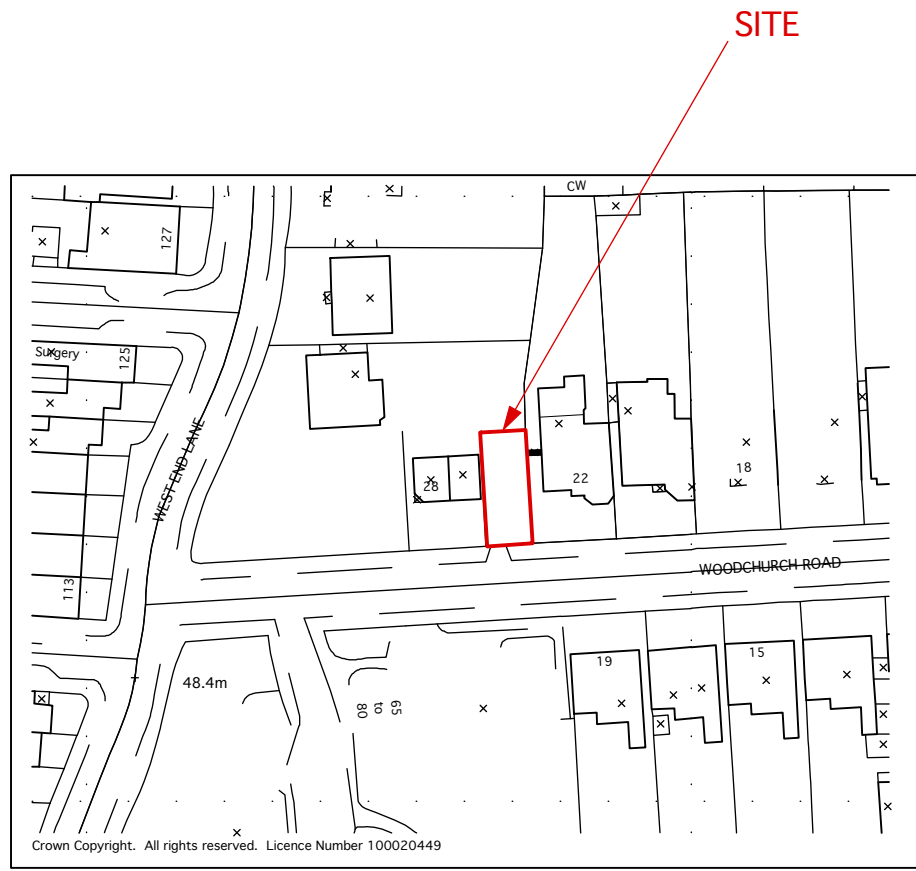 SITE
CW
127
Surgery
125
WEST END LANE
28
22
18
WOODCHURCH ROAD
113
19
15
48.4m
65
to
80
Crown Copyright. All rights reserved. Licence Number 100020449